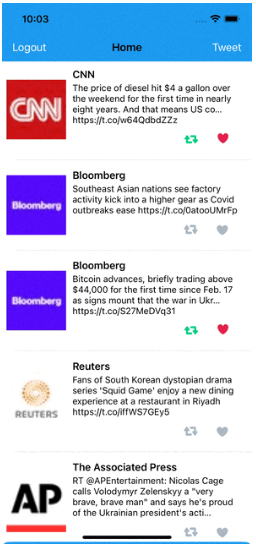 10:03
Logout Home Tweet
CNN
CNN
The price of diesel hit $4 a gallon over
the weekend for the first time in nearly
eight years. And that means US co...
https://t.co/w64QdbdZZz
Bloomberg
Bloomberg
Southeast Asian nations see factory
activity kick into a higher gear as Covid
outbreaks ease https://t.co/0atooUMrFp
Bloomberg
Bloomberg
Bitcoin advances, briefly trading above
$44,000 for the first time since Feb. 17
as signs mount that the war in Ukr...
https://t.co/S27MeDVq31
Reuters
REUTERS
Fans of South Korean dystopian drama
series 'Squid Game' enjoy a new dining
experience at a restaurant in Riyadh
https://t.co/iffWS7GEy5
The Associated Press
AP
RT @APEntertainment: Nicolas Cage
calls Volodymyr Zelenskyy a "very
brave, brave man" and says he's proud
of the Ukrainian president's acti...